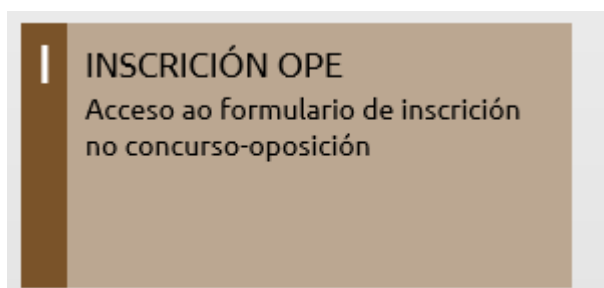 I
INSCRICIÓN OPE
Acceso ao formulario de inscrición
no concurso-oposición